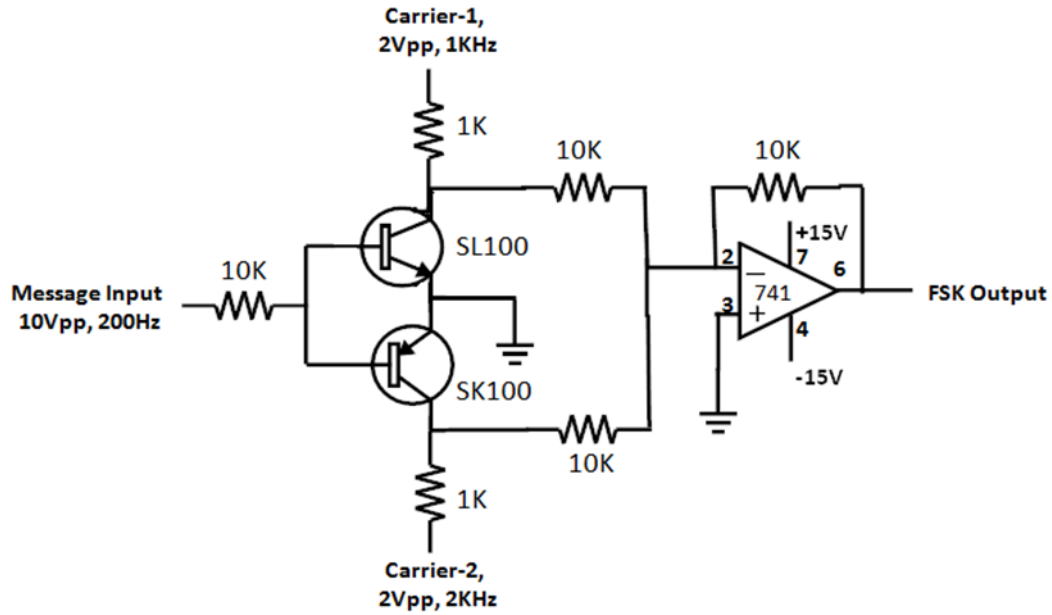 Carrier-1,
2Vpp, 1KHz
1K
10K
10K
+15V
SL100
7
10K
2
6
Message Input
10Vpp, 200Hz
−
741
FSK Output
3
+
4
SK100
-15V
10K
1K
Carrier-2,
2Vpp, 2KHz